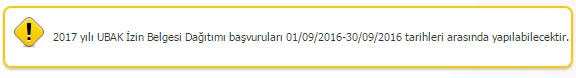 2017 yılı UBAK İzin Belgesi Dağıtımı başvuruları 01/09/2016-30/09/2016 tarihleri arasında yapılabilecektir.